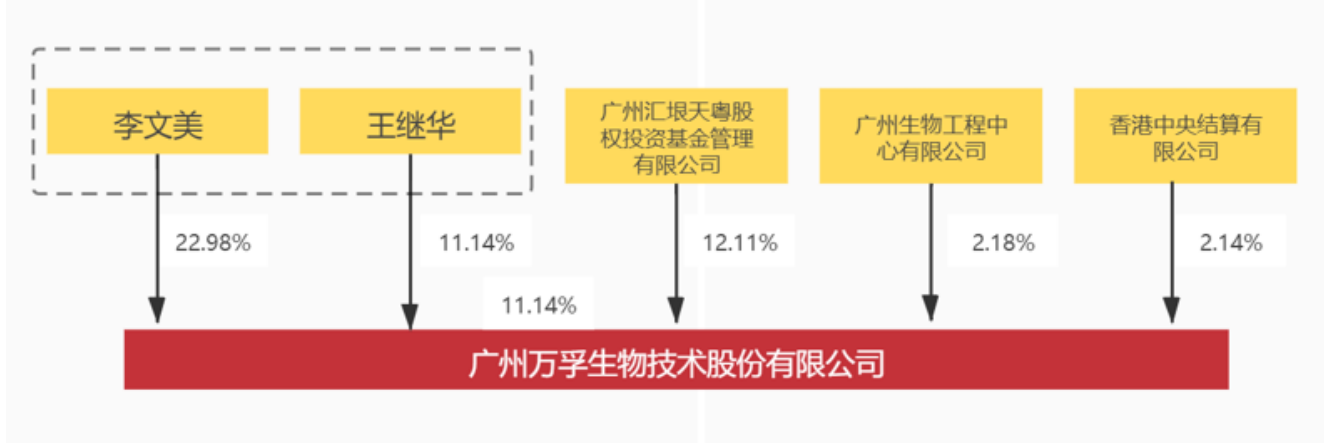 李文美
王继华
广州汇垠天粤股
权投资基金管理
有限公司
广州生物工程中
心有限公司
香港中央结算有
限公司
22.98%
11.14%
12.11%
2.18%
2.14%
11.14%
广州万孚生物技术股份有限公司